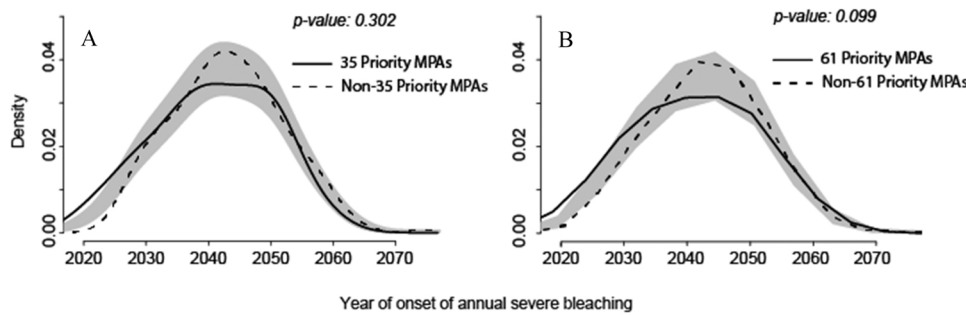 A
p-value: 0.302
35 Priority MPAs
Non-35 Priority MPAs
Density
0.00
0.02
0.04
2020 2030 2040 2050 2060 2070
B
p-value: 0.099
61 Priority MPAs
Non-61 Priority MPAs
0.00
0.02
0.04
2020 2030 2040 2050 2060 2070
Year of onset of annual severe bleaching